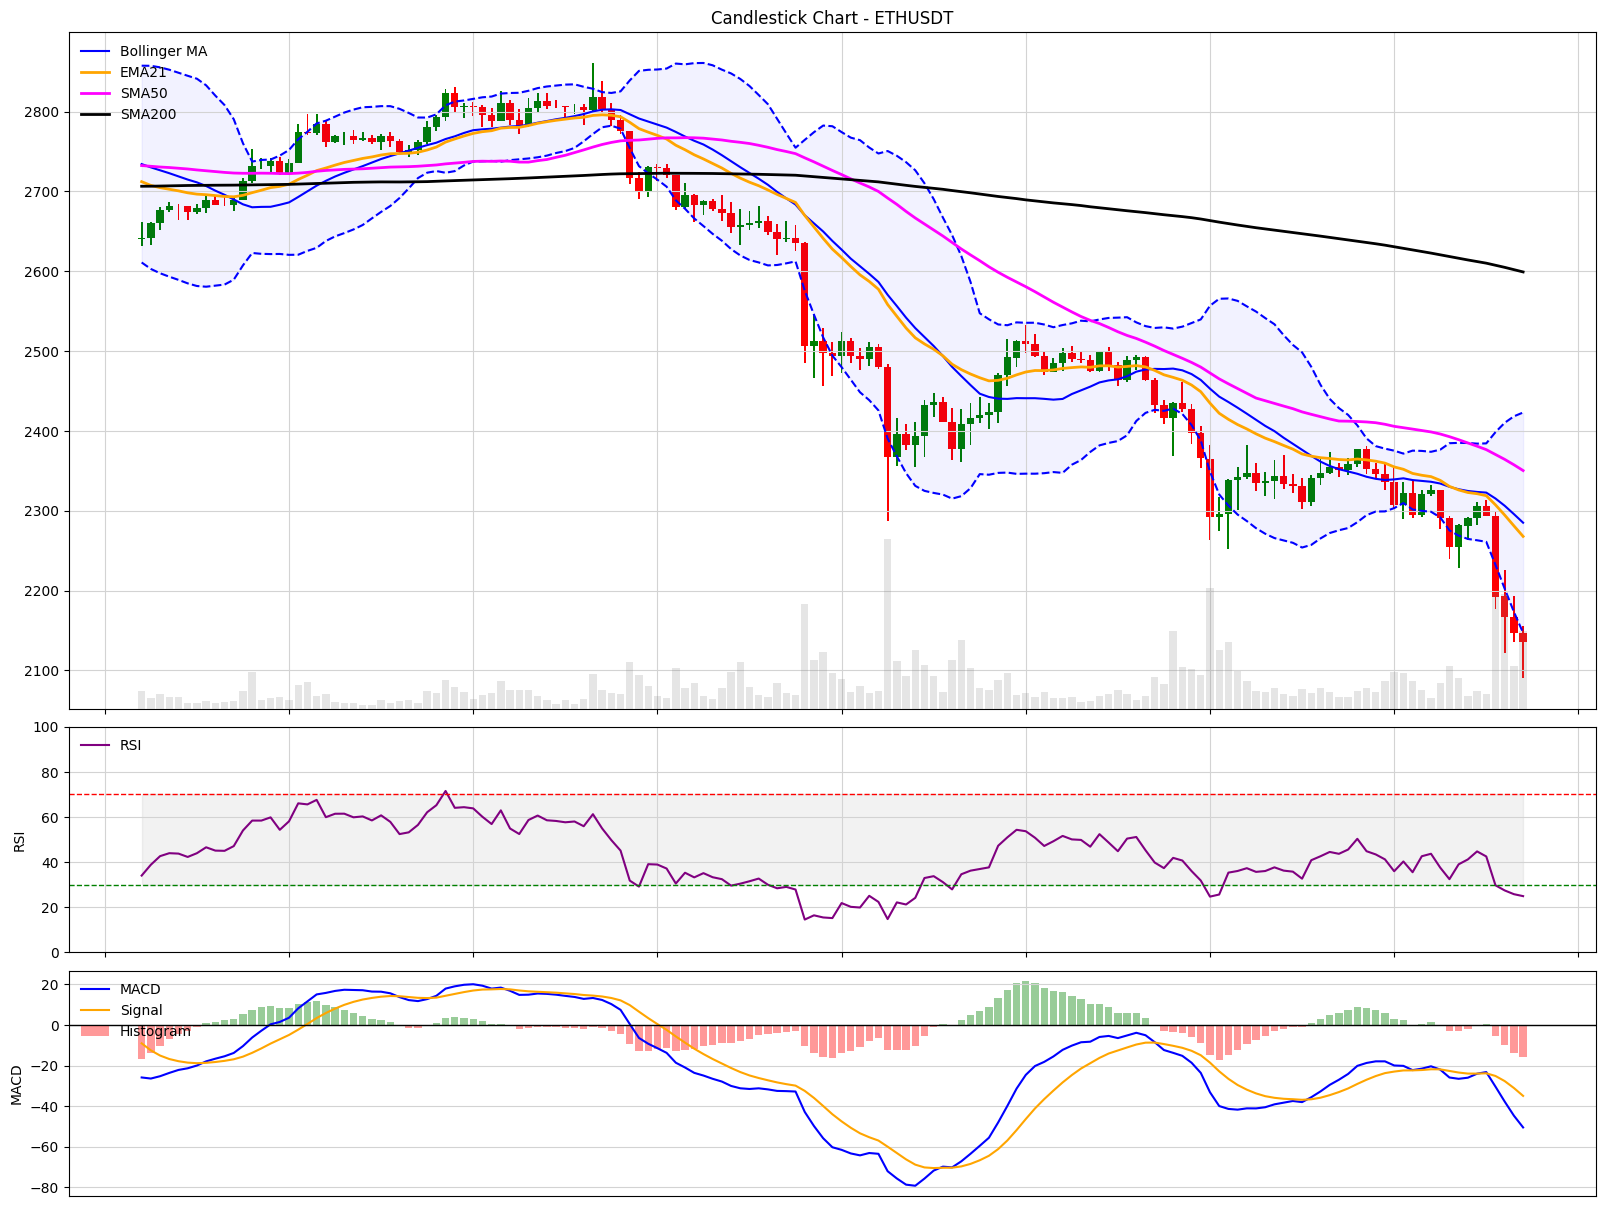 Candlestick Chart - ETHUSDT
Bollinger MA
EMA21
SMA50
SMA200
2800
2700
2600
2500
2400
2300
2200
2100
RSI
100
80
60
40
20
0
RSI
MACD
Signal
Histogram
20
0
−20
−40
−60
−80
MACD